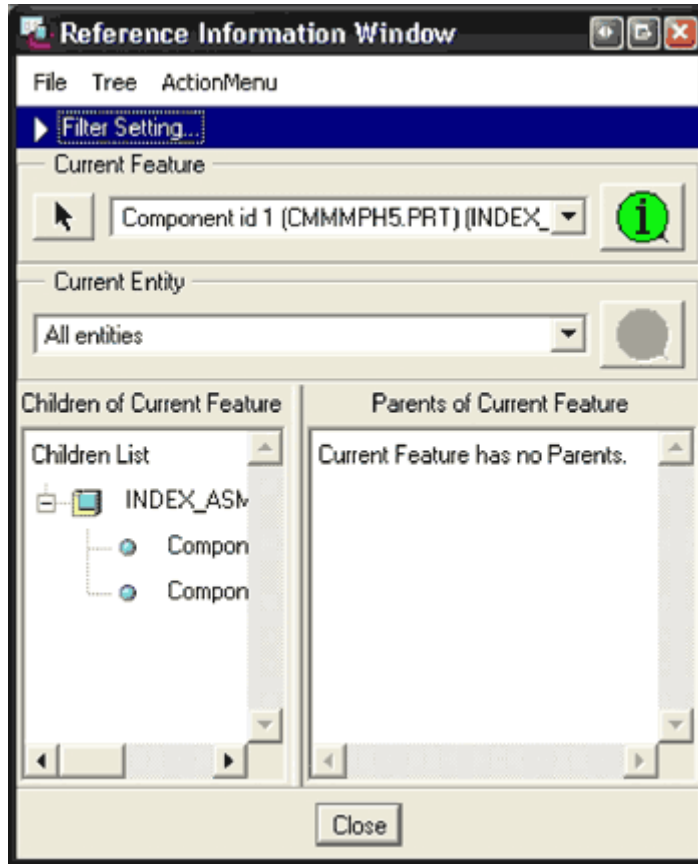 Reference Information Window
File Tree ActionMenu
Filter Setting...
Current Feature
Component id 1 (CMMMPH5.PRT) (INDEX_
i
Current Entity
All entities
Children of Current Feature
Parents of Current Feature
Children List
Current Feature has no Parents.
INDEX_ASM
Compon
Compon
Close